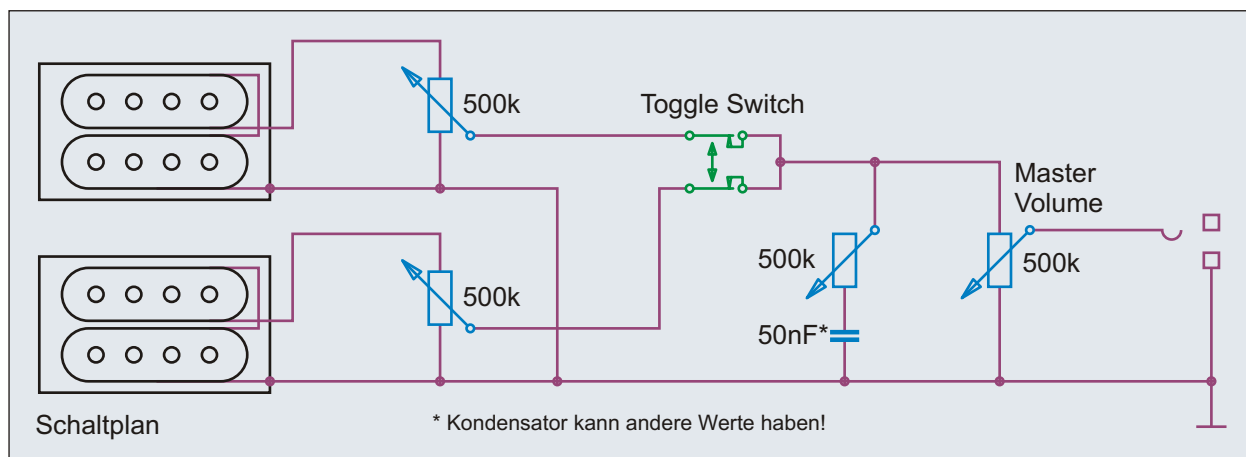 500k
Toggle Switch
Master
Volume
500k
500k
500k
50nF*
Schaltplan
* Kondensator kann andere Werte haben!